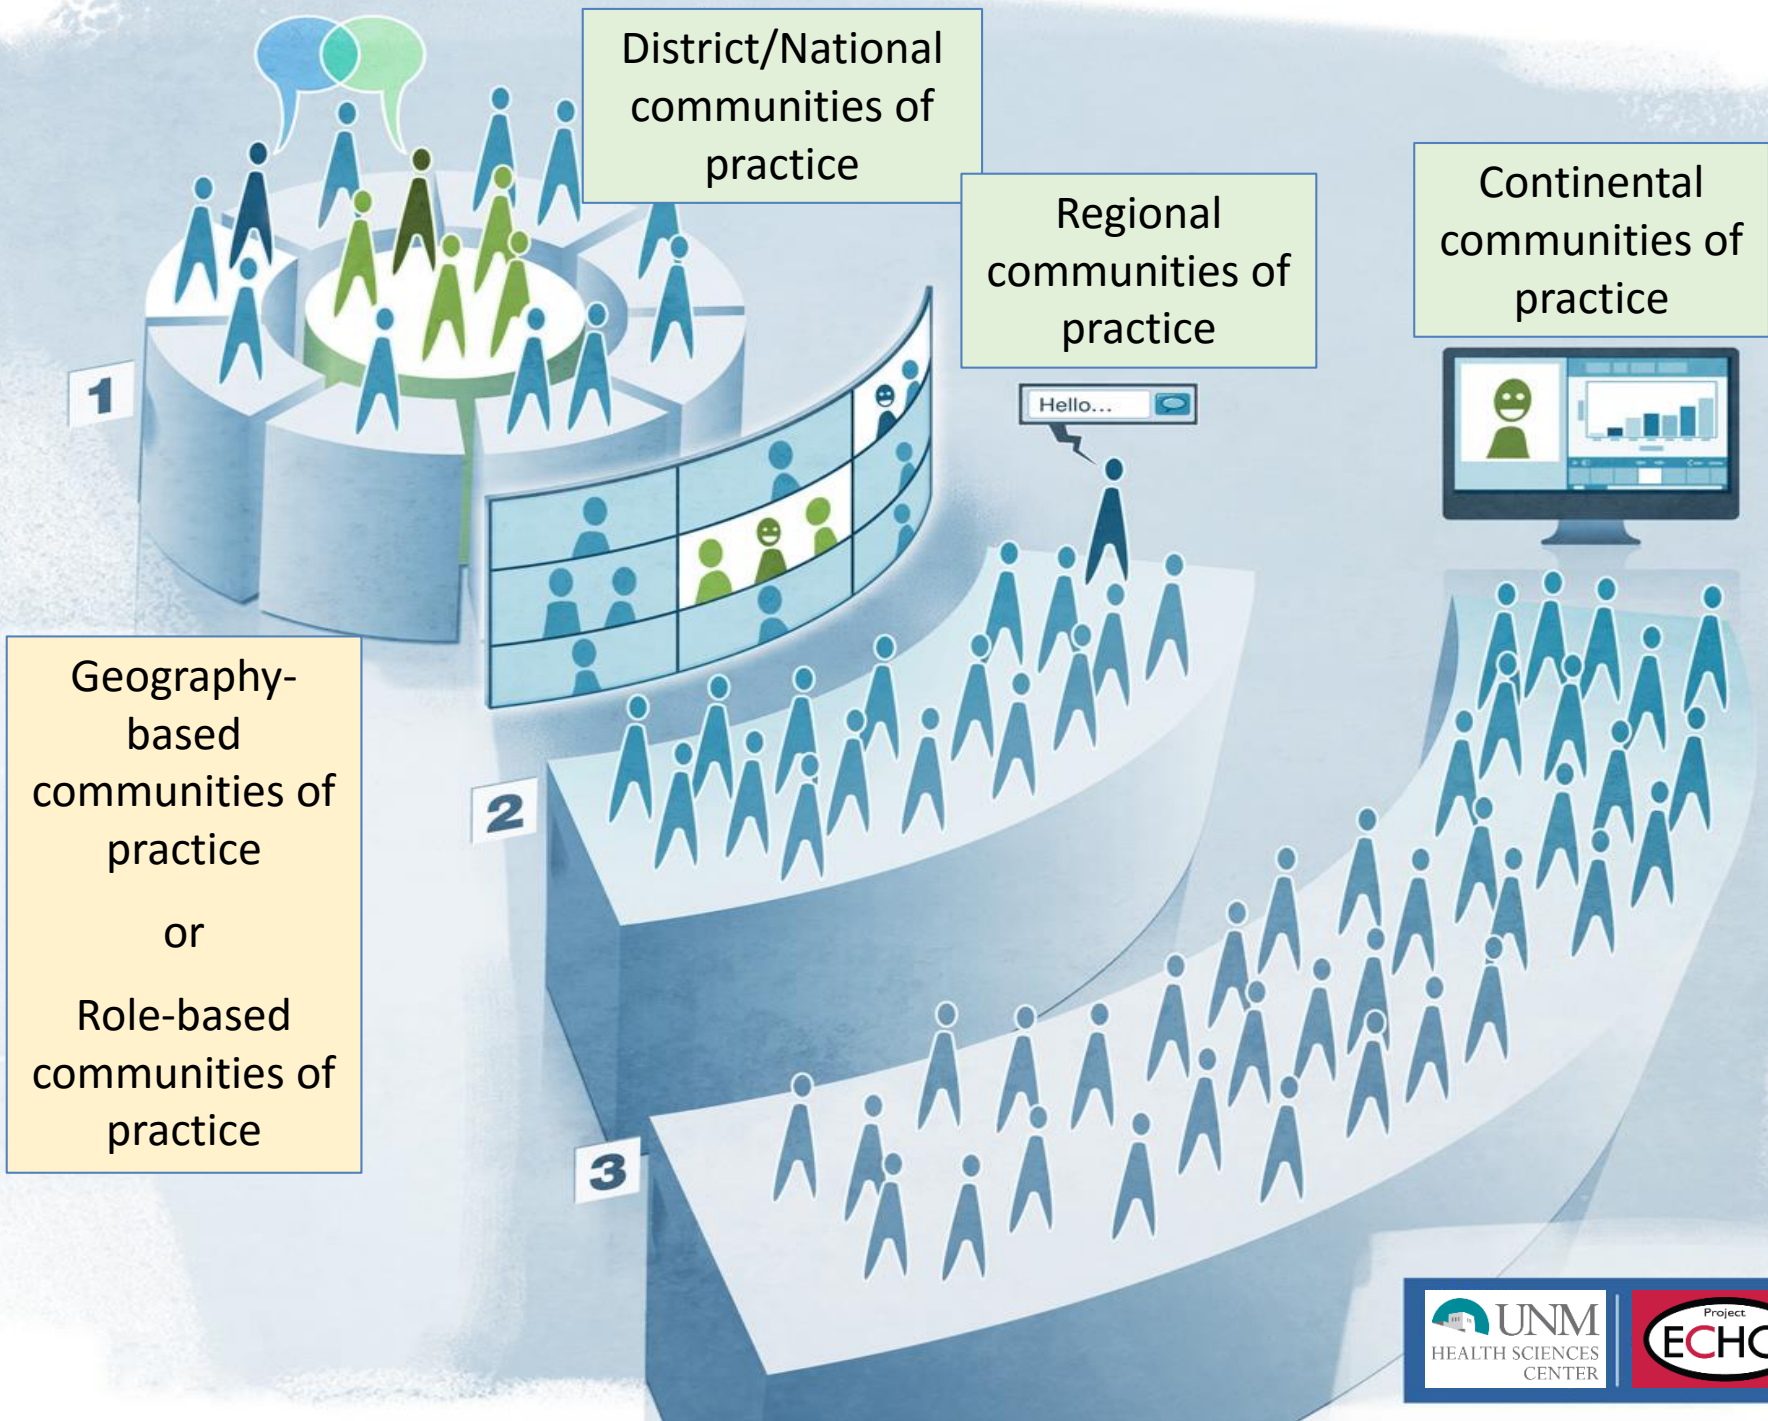 District/National
communities of
practice
Regional
communities of
practice
Continental
communities of
practice
1
Hello...
Geography-
based
communities of
practice
or
Role-based
communities of
practice
2
3
UNM
HEALTH SCIENCES
CENTER
Project
ECHO